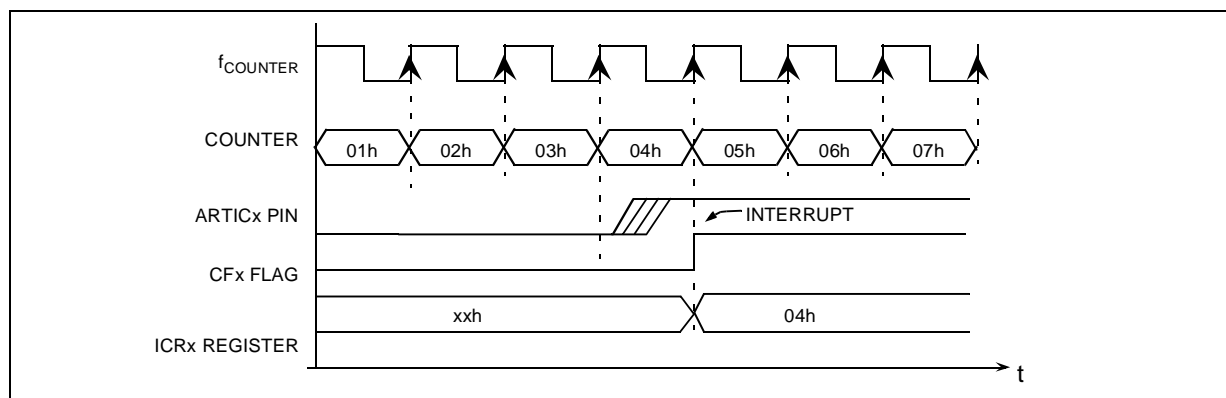 fCOUNTER
COUNTER
01h 02h 03h 04h 05h 06h 07h
ARTICx PIN
INTERRUPT
CFx FLAG
xxh 04h
ICRx REGISTER
t